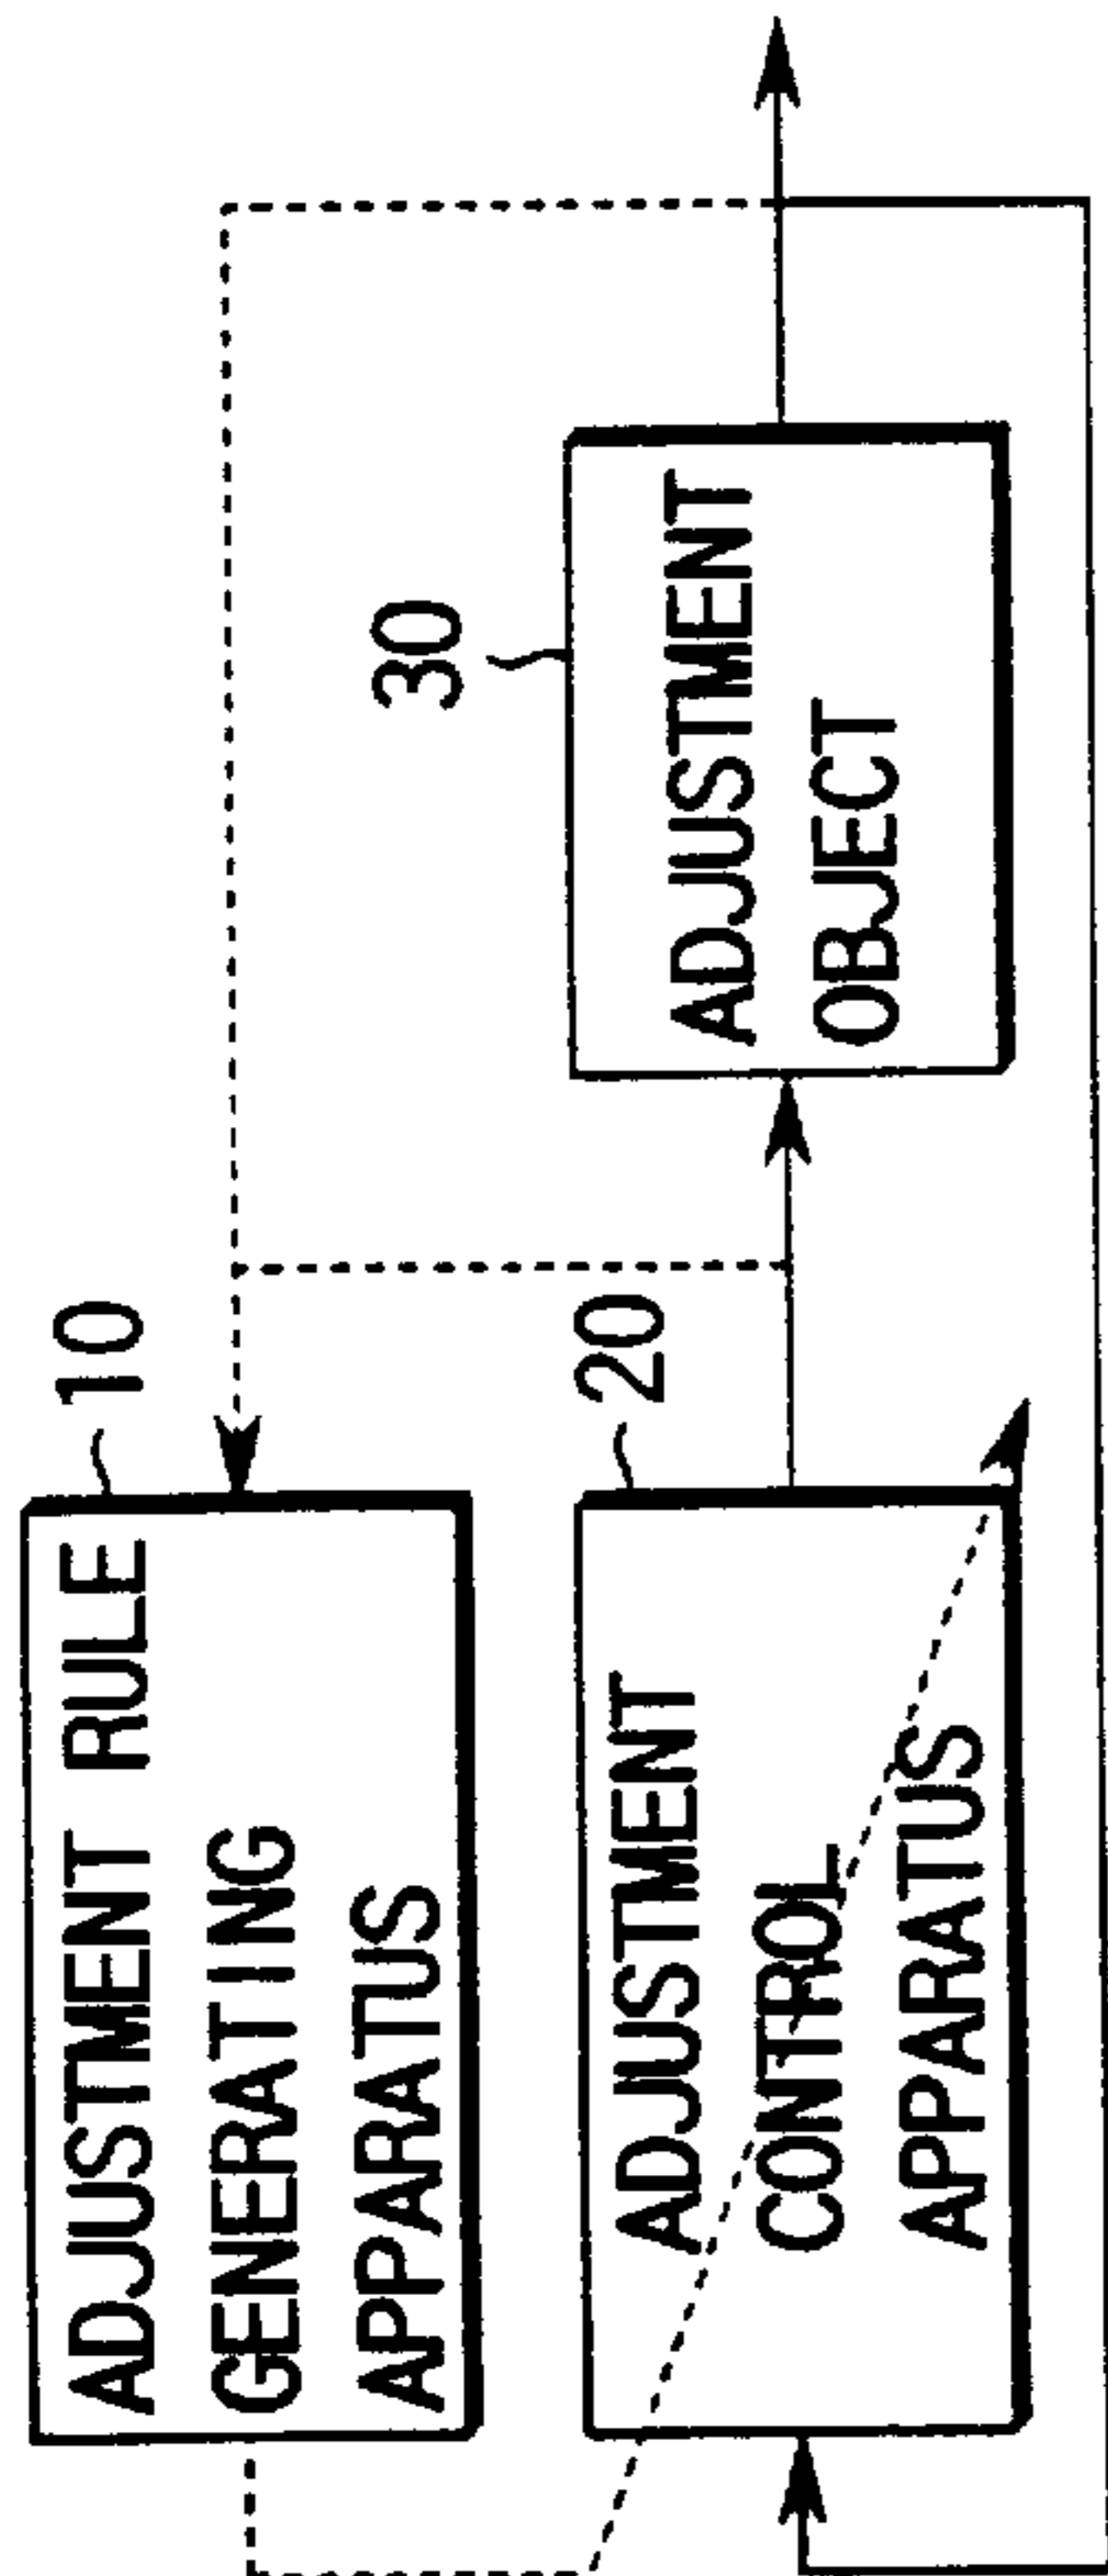 10
ADJUSTMENT RULE
GENERATING
APPARATUS
20
ADJUSTMENT
CONTROL
APPARATUS
30
ADJUSTMENT
OBJECT